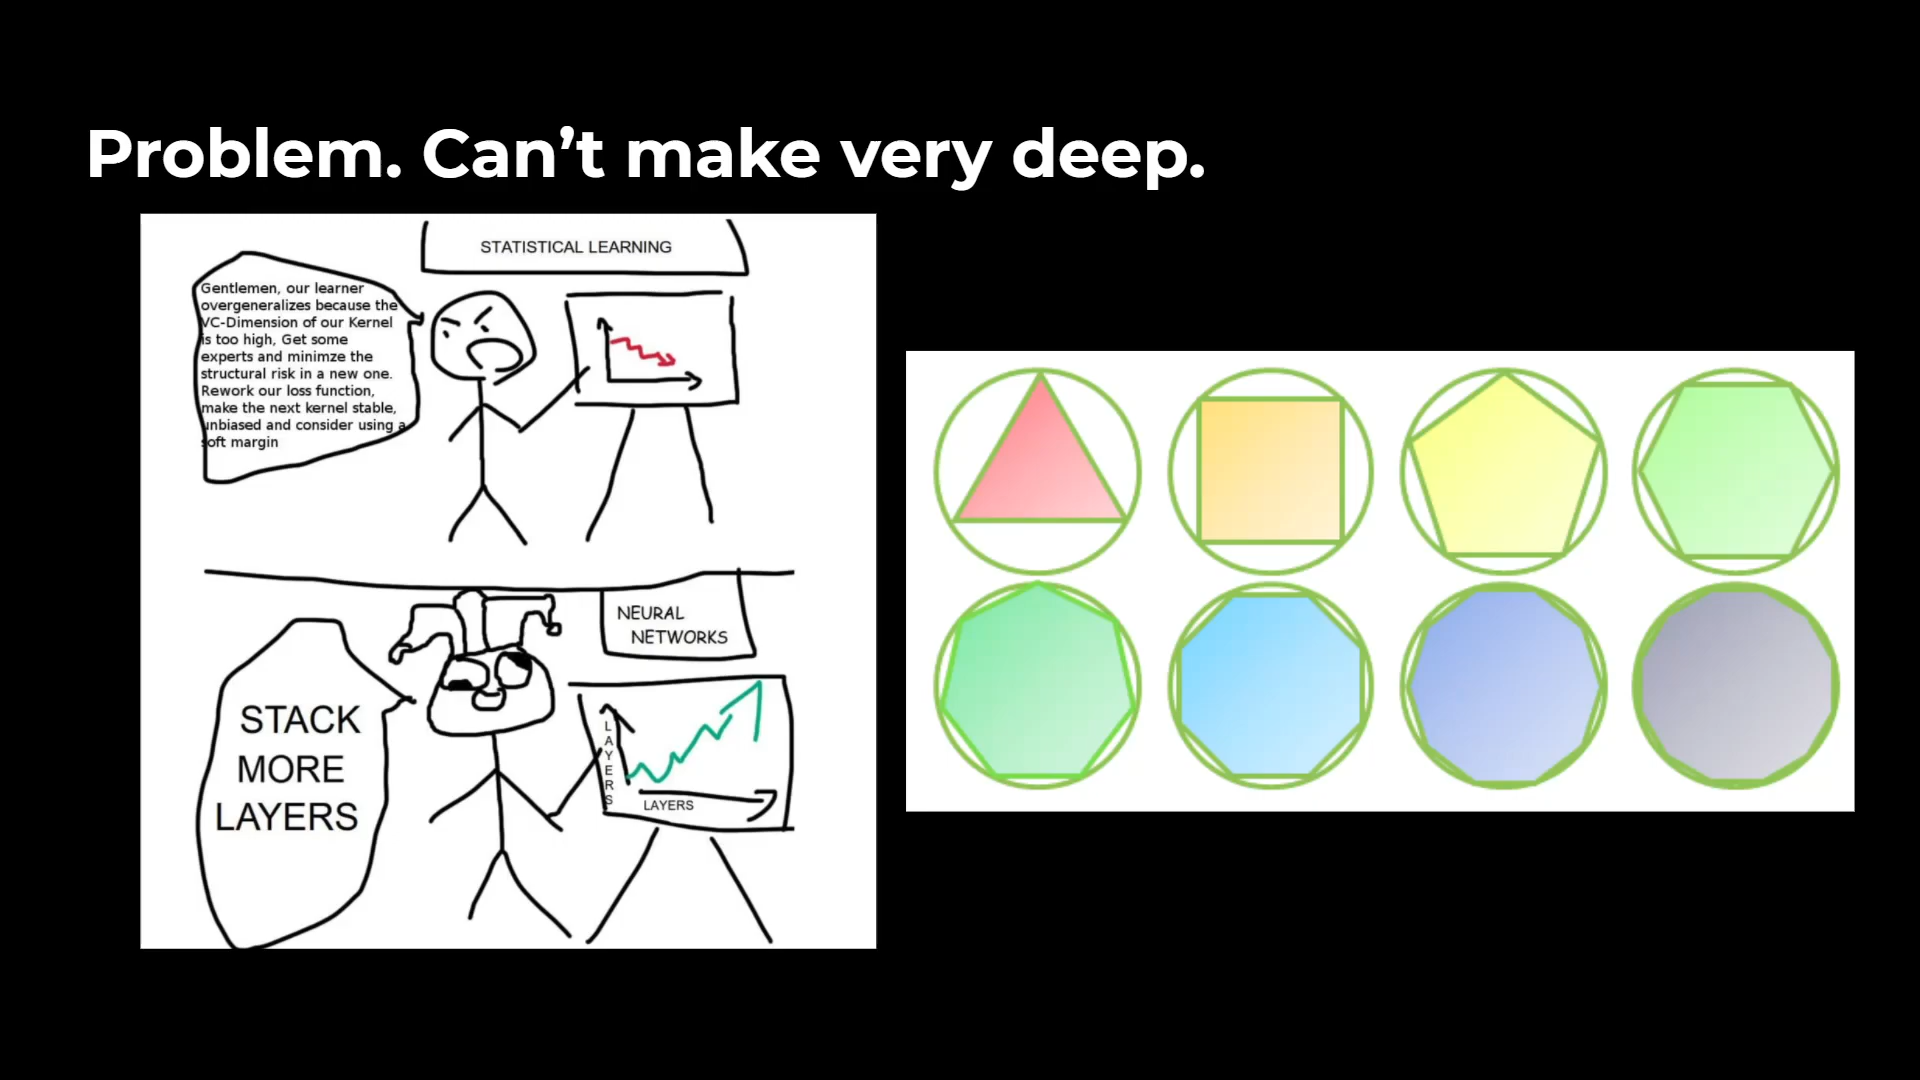 Problem. Can’t make very deep.
STATISTICAL LEARNING
Gentlemen, our learner
overgeneralizes because the
VC-Dimension of our Kernel
is too high, Get some
experts and minimze the
structural risk in a new one.
Rework our loss function,
make the next kernel stable,
unbiased and consider using a
soft margin
NEURAL
NETWORKS
STACK
MORE
LAYERS
LAYERS
LAYERS